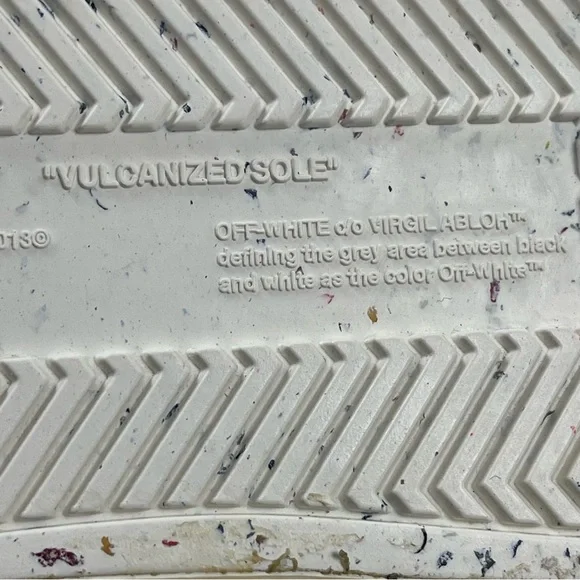 "VULCANIZED SOLE"
013©
OFF-WHITE c/o VIRGIL ABLOH™
defining the grey area between black
and white as the color Off-White™